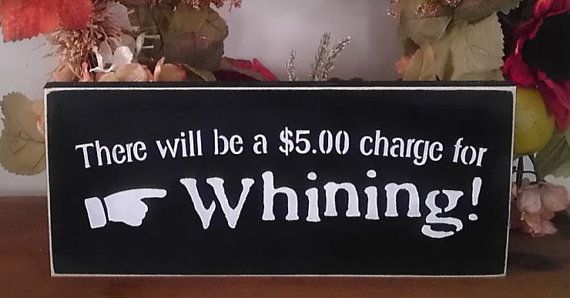 There will be a $5.00 charge for
Whining!